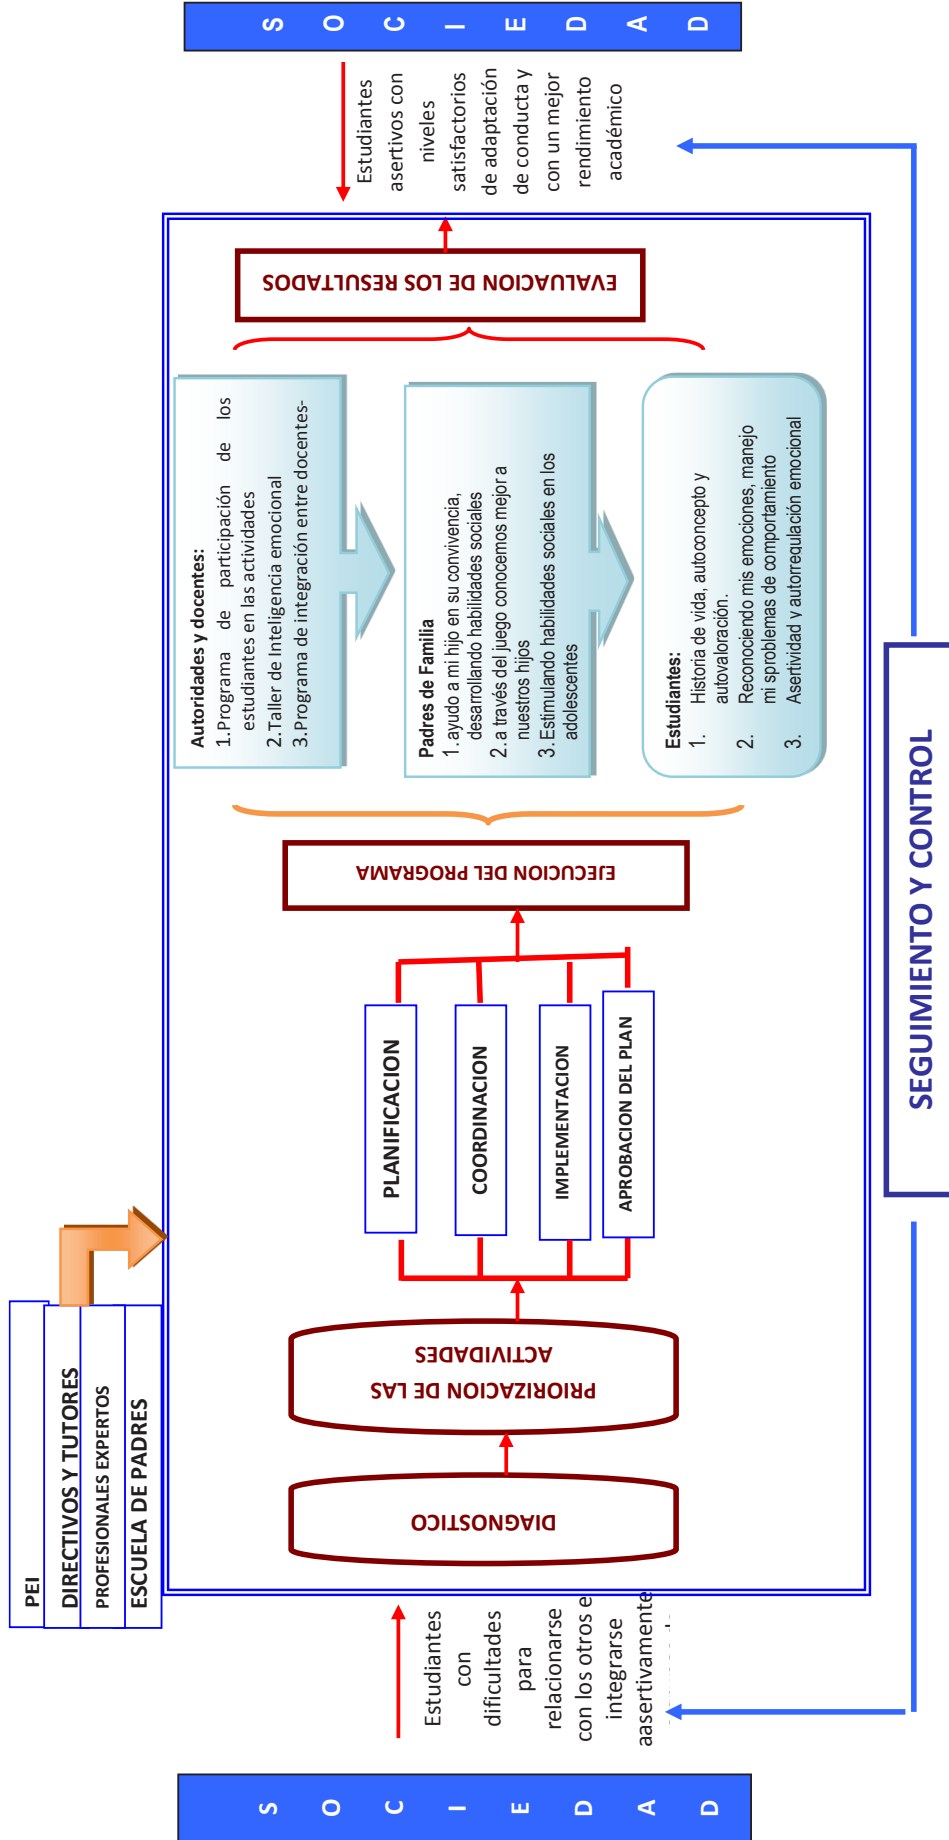 PEI
DIRECTIVOS Y TUTORES
PROFESIONALES EXPERTOS
ESCUELA DE PADRES
S O C I E D A D
Estudiantes
con
dificultades
para
relacionarse
con los otros e
integrarse
aasertivamente
DIAGNOSTICO
PRIORIZACION DE LAS
ACTIVIDADES
PLANIFICACION
COORDINACION
IMPLEMENTACION
APROBACION DEL PLAN
EJECUCION DEL PROGRAMA
Autoridades y docentes:
1.Programa de participación de los
estudiantes en las actividades
2.Taller de Inteligencia emocional
3.Programa de integración entre docentes-
Padres de Familia
1. ayudo a mi hijo en su convivencia,
desarrollando habilidades sociales
2. a través del juego conocemos mejor a
nuestros hijos
3. Estimulando habilidades sociales en los
adolescentes
Estudiantes:
1. Historia de vida, autoconcepto y
autovaloración.
2. Reconociendo mis emociones, manejo
mi sproblemas de comportamiento
3. Asertividad y autorregulación emocional
EVALUACION DE LOS RESULTADOS
Estudiantes
asertivos con
niveles
satisfactorios
de adaptación
de conducta y
con un mejor
rendimiento
académico
S O C I E D A D
SEGUIMIENTO Y CONTROL